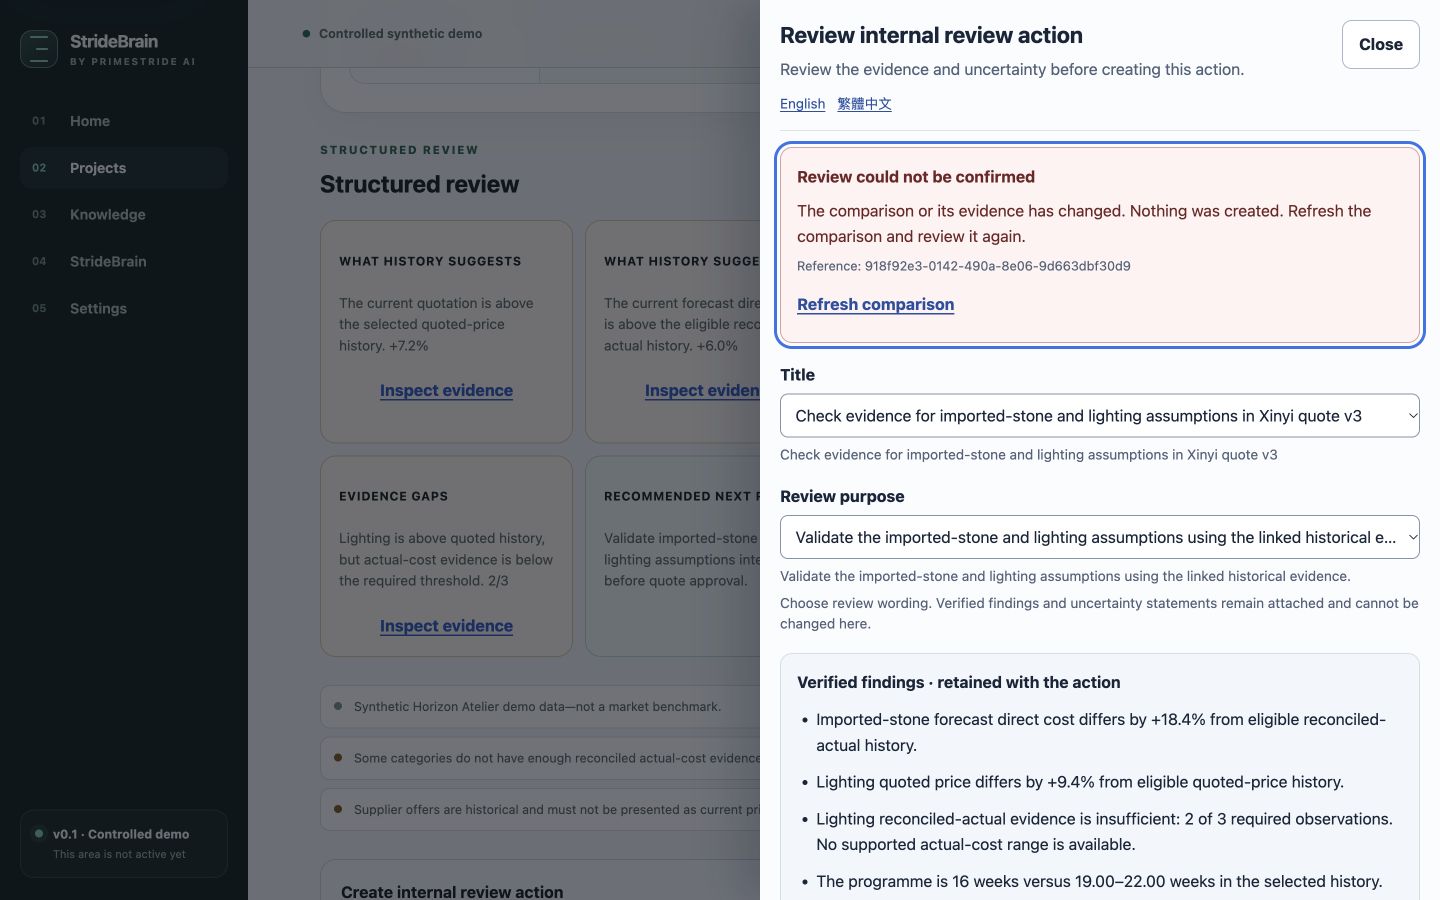 StrideBrain
BY PRIMESTRIDE AI
01 Home
02 Projects
03 Knowledge
04 StrideBrain
05 Settings
v0.1 · Controlled demo
This area is not active yet
Controlled synthetic demo
STRUCTURED REVIEW
Structured review
WHAT HISTORY SUGGESTS
The current quotation is above
the selected quoted-price
history. +7.2%
Inspect evidence
WHAT HISTORY SUGGE
The current forecast dire
is above the eligible reco
actual history. +6.0%
Inspect eviden
EVIDENCE GAPS
Lighting is above quoted history,
but actual-cost evidence is below
the required threshold. 2/3
Inspect evidence
RECOMMENDED NEXT
Validate imported-stone
lighting assumptions inte
before quote approval.
Synthetic Horizon Atelier demo data—not a market benchmark.
Some categories do not have enough reconciled actual-cost evidence
Supplier offers are historical and must not be presented as current pri
Create internal review action
Review internal review action
Close
Review the evidence and uncertainty before creating this action.
English 繁體中文
Review could not be confirmed
The comparison or its evidence has changed. Nothing was created. Refresh the
comparison and review it again.
Reference: 918f92e3-0142-490a-8e06-9d663dbf30d9
Refresh comparison
Title
Check evidence for imported-stone and lighting assumptions in Xinyi quote v3
Check evidence for imported-stone and lighting assumptions in Xinyi quote v3
Review purpose
Validate the imported-stone and lighting assumptions using the linked historical e...
Validate the imported-stone and lighting assumptions using the linked historical evidence.
Choose review wording. Verified findings and uncertainty statements remain attached and cannot be
changed here.
Verified findings · retained with the action
• Imported-stone forecast direct cost differs by +18.4% from eligible reconciled-
actual history.
• Lighting quoted price differs by +9.4% from eligible quoted-price history.
• Lighting reconciled-actual evidence is insufficient: 2 of 3 required observations.
No supported actual-cost range is available.
• The programme is 16 weeks versus 19.00–22.00 weeks in the selected history.